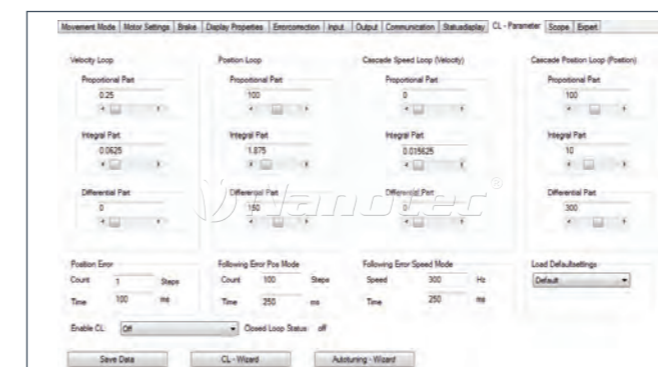 Movement Mode Motor Settings Brake Display Properties Errorcorrection Input Output Communication Statusdisplay CL - Parameter Scope Expert
Velocity Loop Position Loop Cascade Speed Loop (Velocity) Cascade Position Loop (Position)
Proportional Part Proportional Part Proportional Part Proportional Part
0.25 100 0 100
Integral Part Integral Part Integral Part Integral Part
0.0625 1.875 0.015625 10
Differential Part Differential Part Differential Part Differential Part
0 150 0 300
Nanotec®
Position Error Following Error Pos Mode Following Error Speed Mode Load Defaultsettings
Count 1 Steps Count 100 Steps Speed 300 Hz Default
Time 100 ms Time 250 ms Time 250 ms
Enable CL: Off Closed Loop Status off
Save Data CL - Wizard Autotuning - Wizard